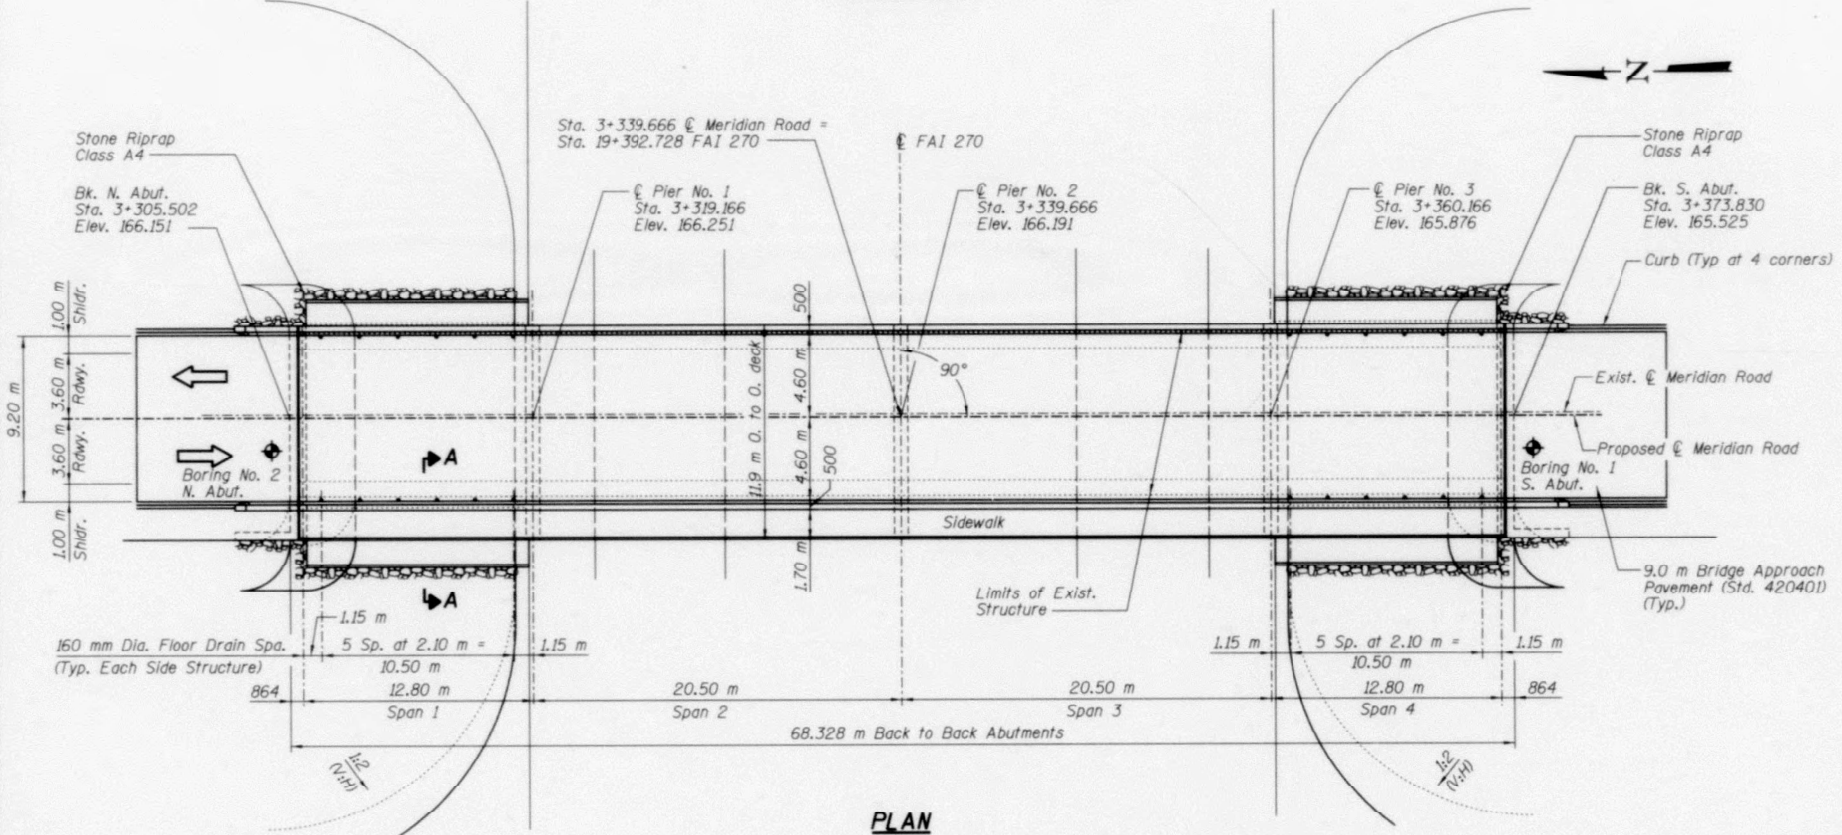 N
Sta. 3+339.666 ℄ Meridian Road =
Sta. 19+392.728 FAI 270
℄ FAI 270
Stone Riprap
Class A4
Stone Riprap
Class A4
Bk. N. Abut.
Sta. 3+305.502
Elev. 166.151
℄ Pier No. 1
Sta. 3+319.166
Elev. 166.251
℄ Pier No. 2
Sta. 3+339.666
Elev. 166.191
℄ Pier No. 3
Sta. 3+360.166
Elev. 165.876
Bk. S. Abut.
Sta. 3+373.830
Elev. 165.525
Curb (Typ at 4 corners)
1.00 m
Shldr.
3.60 m
Rdwy.
9.20 m
3.60 m
Rdwy.
1.00 m
Shldr.
500
11.9 m O. to O. deck
4.60 m
4.60 m
500
1.70 m
90°
Exist. ℄ Meridian Road
Proposed ℄ Meridian Road
A
A
Boring No. 2
N. Abut.
Boring No. 1
S. Abut.
Sidewalk
Limits of Exist.
Structure
9.0 m Bridge Approach
Pavement (Std. 420401)
(Typ.)
1.15 m
160 mm Dia. Floor Drain Spa.
(Typ. Each Side Structure)
5 Sp. at 2.10 m =
10.50 m
1.15 m
1.15 m
5 Sp. at 2.10 m =
10.50 m
1.15 m
864
12.80 m
Span 1
20.50 m
Span 2
20.50 m
Span 3
12.80 m
Span 4
864
68.328 m Back to Back Abutments
1:2
(V:H)
1:2
(V:H)
PLAN